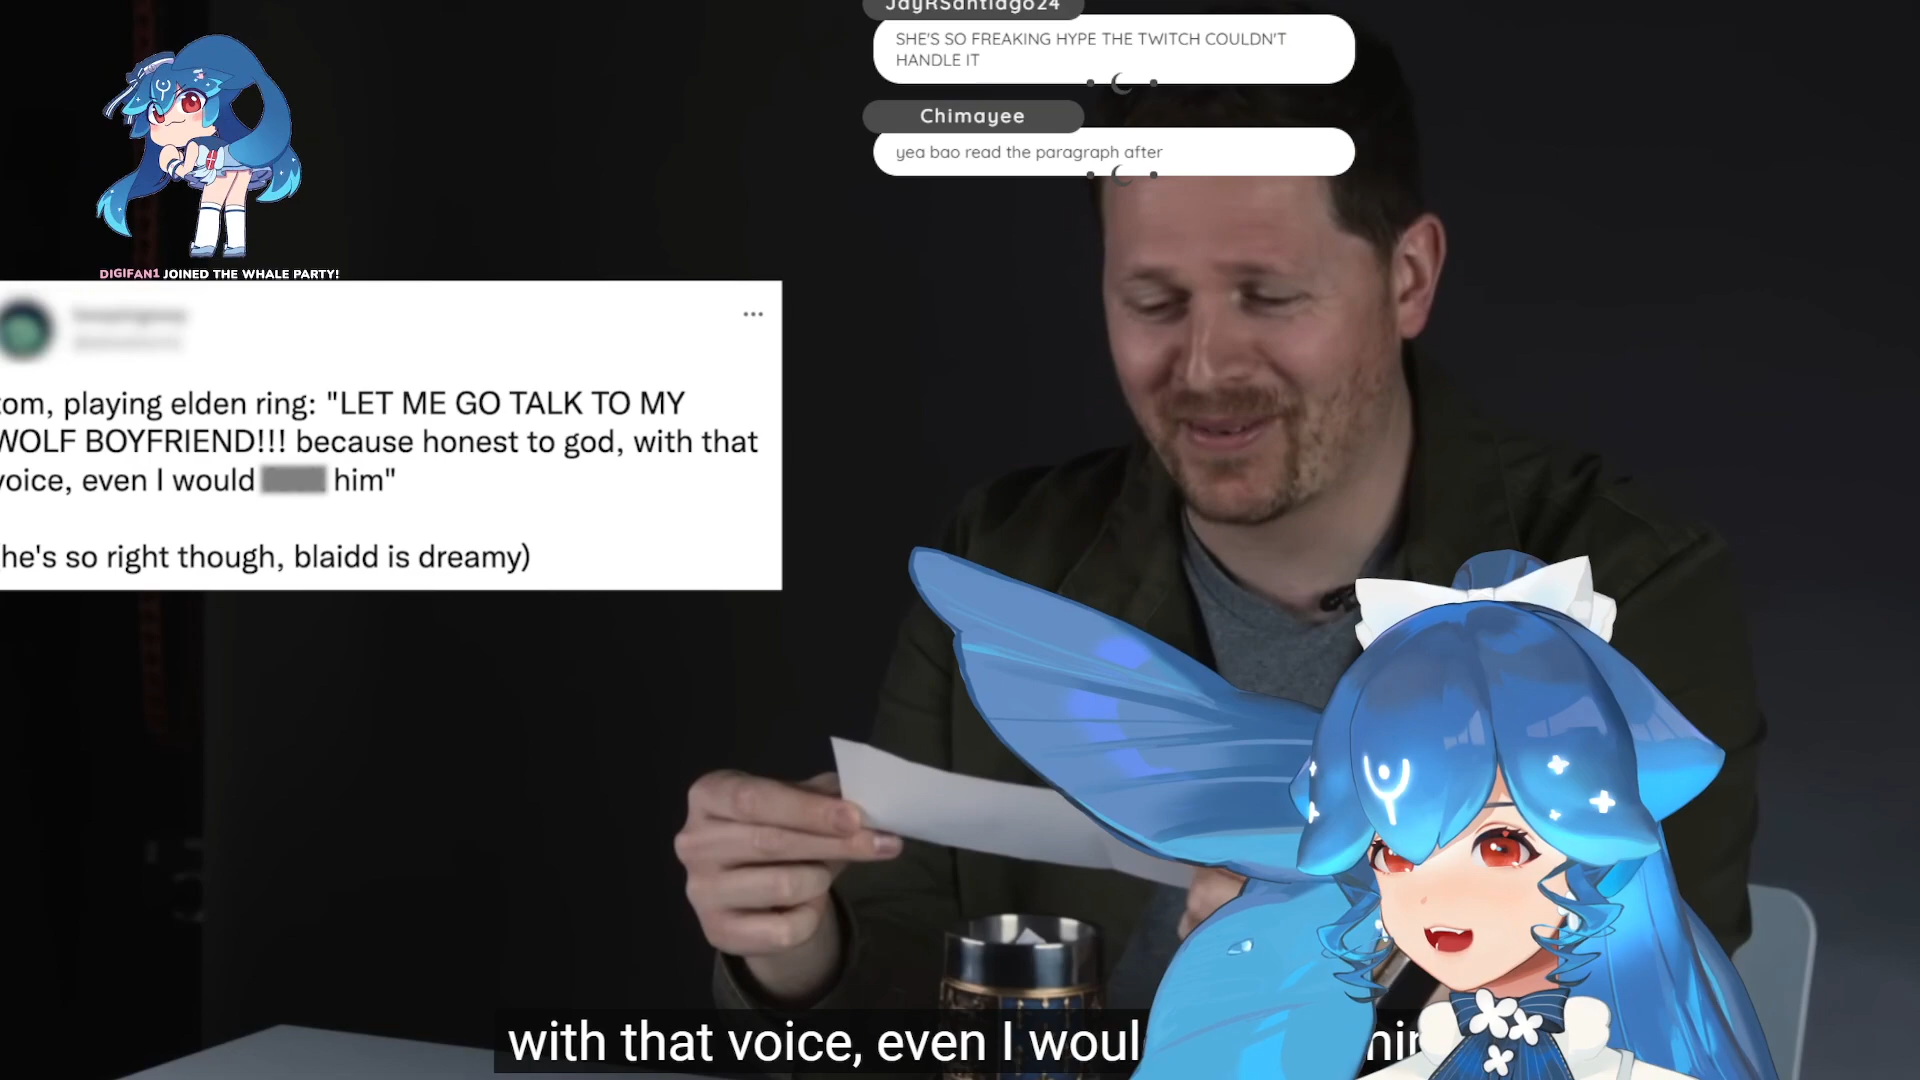 JayRSantiago24
SHE'S SO FREAKING HYPE THE TWITCH COULDN'T
HANDLE IT
Chimayee
yea bao read the paragraph after
DIGIFAN1 JOINED THE WHALE PARTY!
tom, playing elden ring: "LET ME GO TALK TO MY
WOLF BOYFRIEND!!! because honest to god, with that
voice, even I would him"
he's so right though, blaidd is dreamy)
with that voice, even I woul